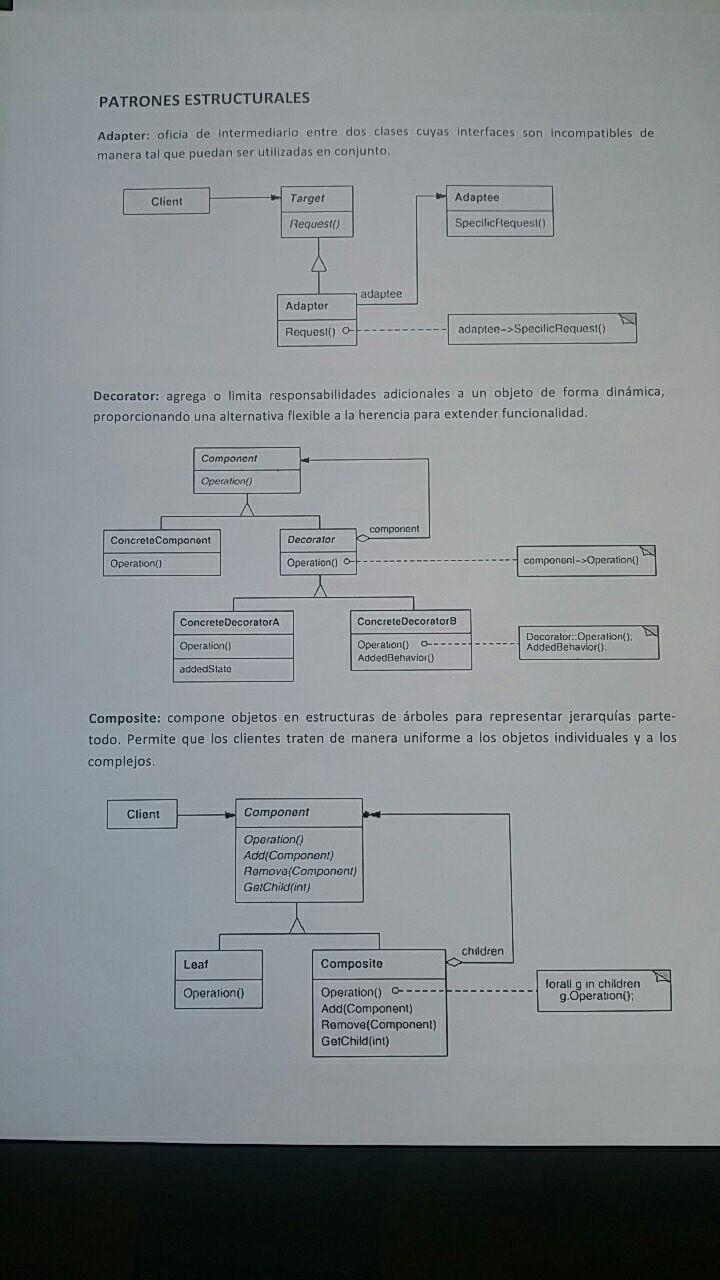 PATRONES ESTRUCTURALES
Adapter: oficia de intermediario entre dos clases cuyas interfaces son incompatibles de
manera tal que puedan ser utilizadas en conjunto.
Client
Target
Request()
Adaptee
SpecificRequest()
adaptee
Adapter
Request()
adaptee->SpecificRequest()
Decorator: agrega o limita responsabilidades adicionales a un objeto de forma dinámica,
proporcionando una alternativa flexible a la herencia para extender funcionalidad.
Component
Operation()
component
ConcreteComponent
Operation()
Decorator
Operation()
component->Operation()
ConcreteDecoratorA
Operation()
addedState
ConcreteDecoratorB
Operation()
AddedBehavior()
Decorator::Operation();
AddedBehavior();
Composite: compone objetos en estructuras de árboles para representar jerarquías parte-
todo. Permite que los clientes traten de manera uniforme a los objetos individuales y a los
complejos.
Client
Component
Operation()
Add(Component)
Remove(Component)
GetChild(int)
children
Leaf
Operation()
Composite
Operation()
Add(Component)
Remove(Component)
GetChild(int)
forall g in children
g.Operation();